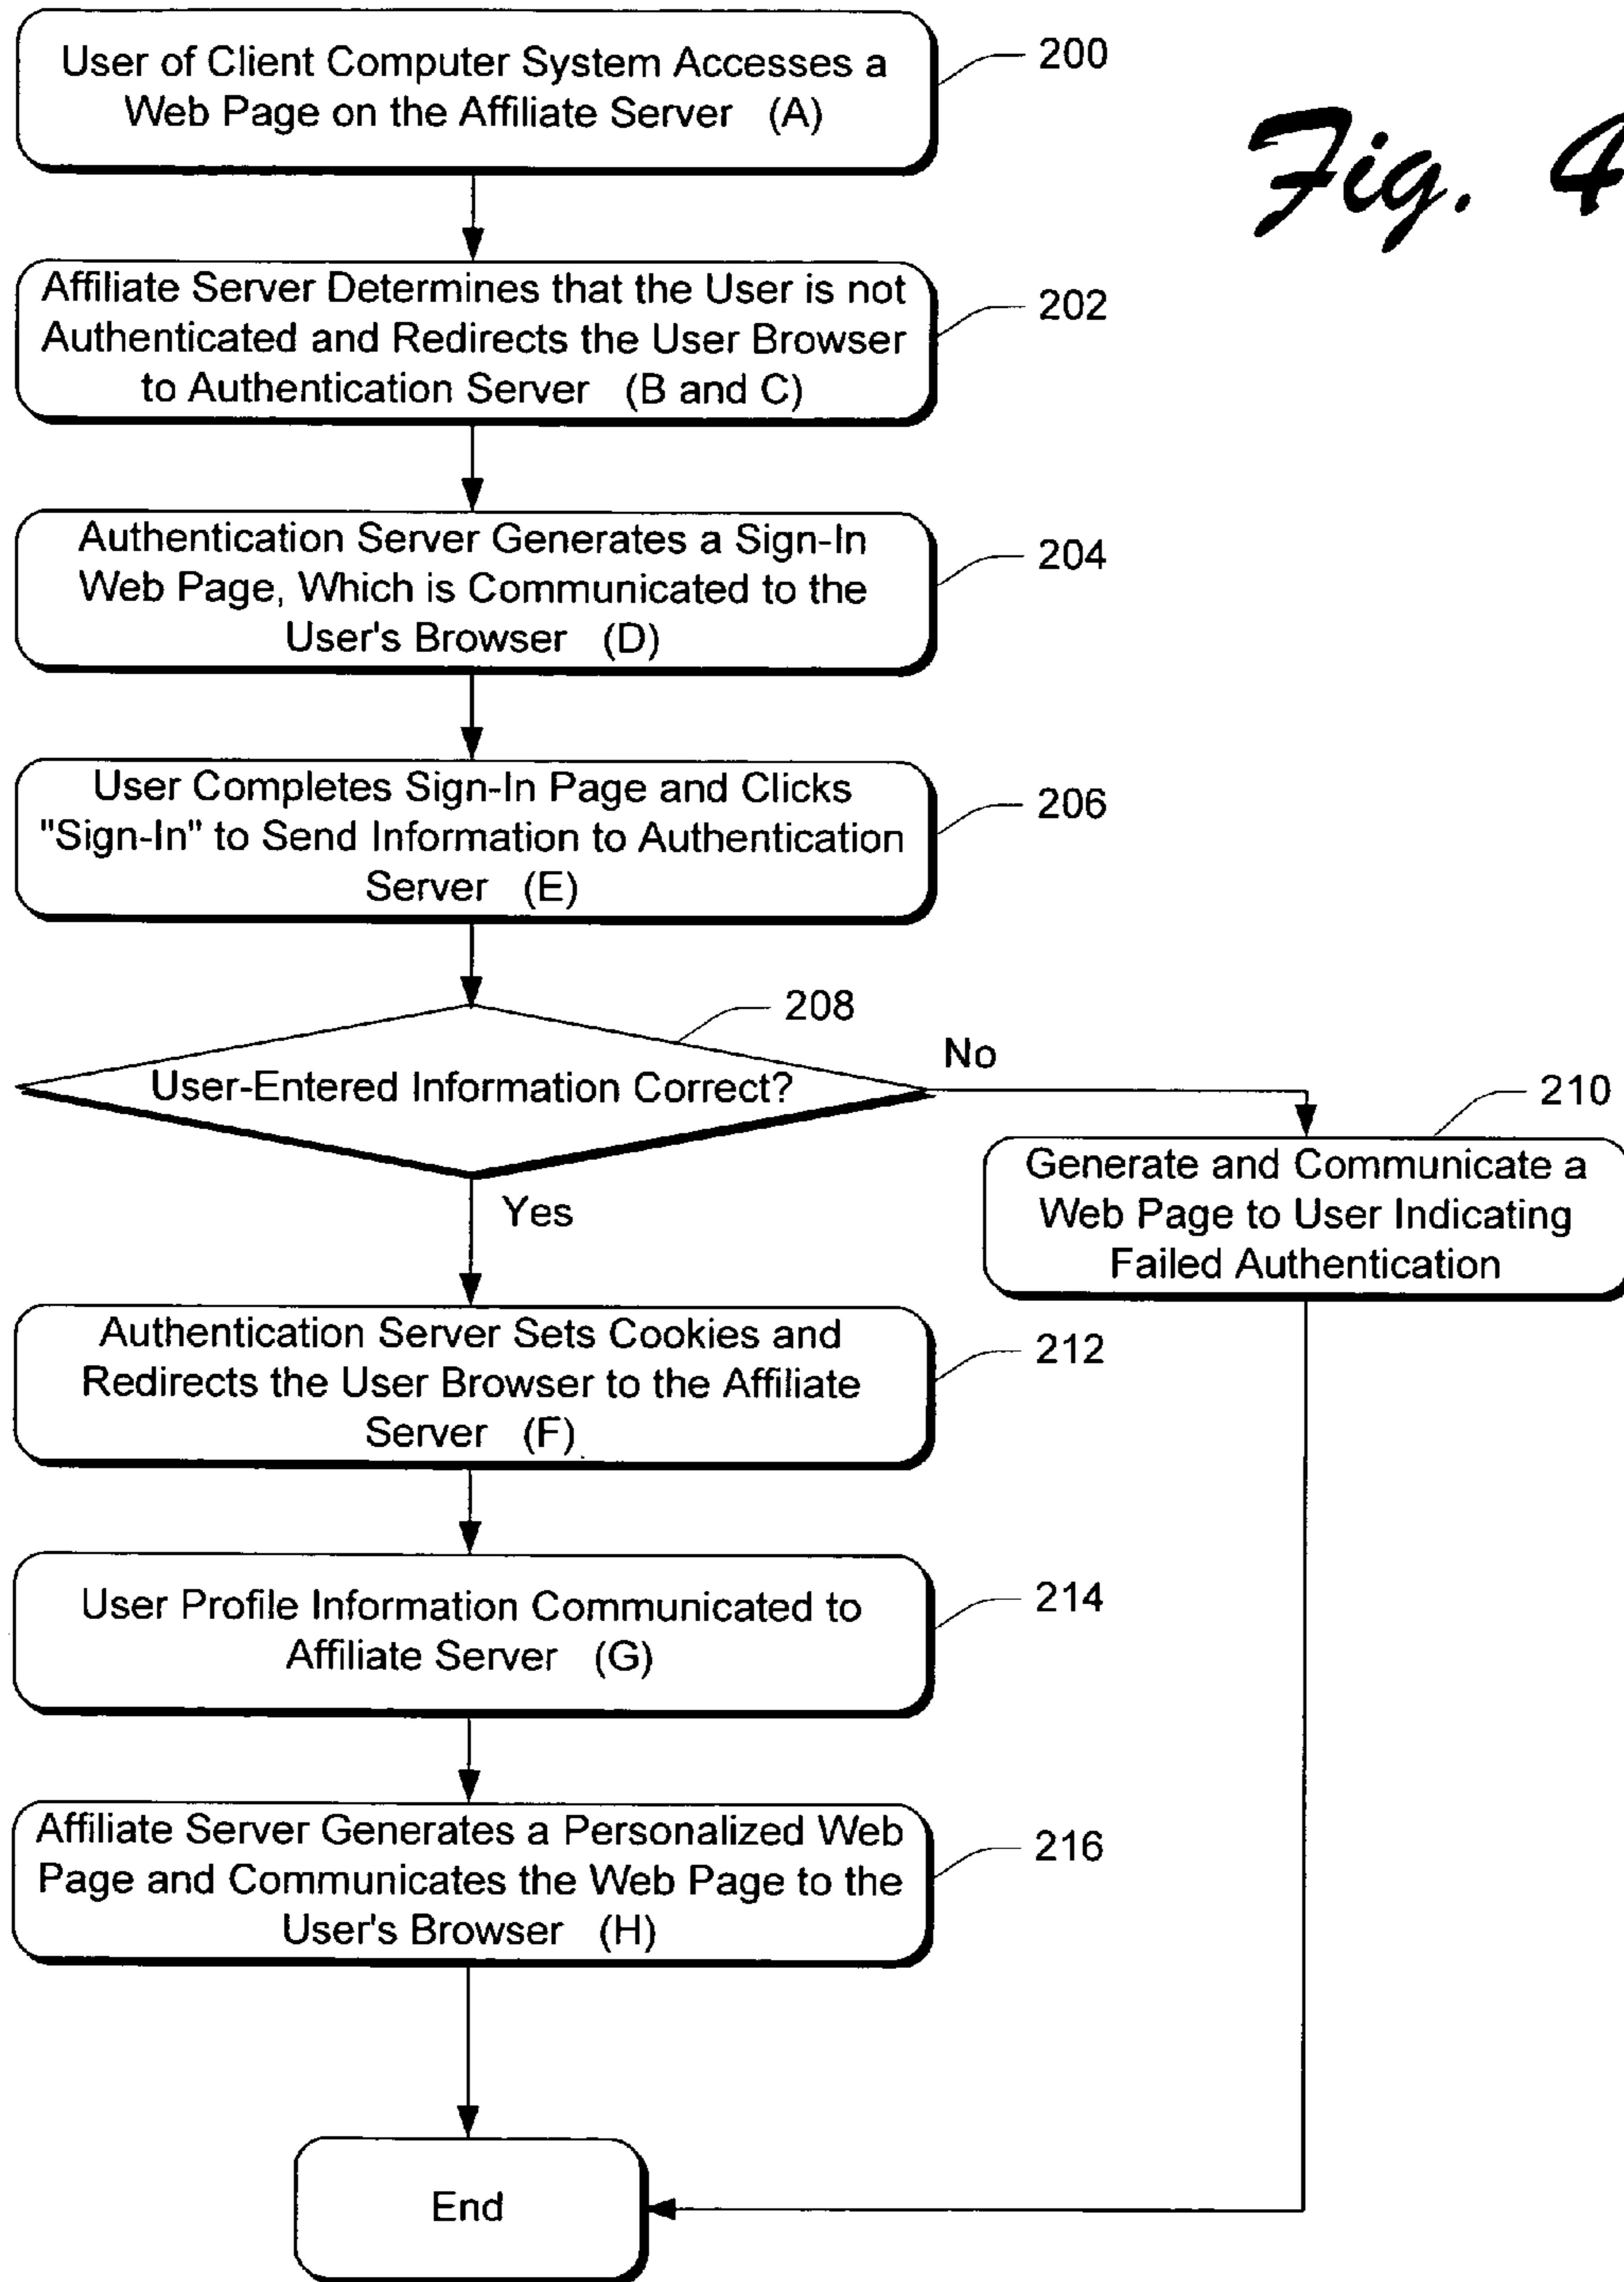 User of Client Computer System Accesses a
Web Page on the Affiliate Server (A)
200
Fig. 4
Affiliate Server Determines that the User is not
Authenticated and Redirects the User Browser
to Authentication Server (B and C)
202
Authentication Server Generates a Sign-In
Web Page, Which is Communicated to the
User's Browser (D)
204
User Completes Sign-In Page and Clicks
"Sign-In" to Send Information to Authentication
Server (E)
206
208
User-Entered Information Correct?
No
Yes
210
Generate and Communicate a
Web Page to User Indicating
Failed Authentication
Authentication Server Sets Cookies and
Redirects the User Browser to the Affiliate
Server (F)
212
User Profile Information Communicated to
Affiliate Server (G)
214
Affiliate Server Generates a Personalized Web
Page and Communicates the Web Page to the
User's Browser (H)
216
End